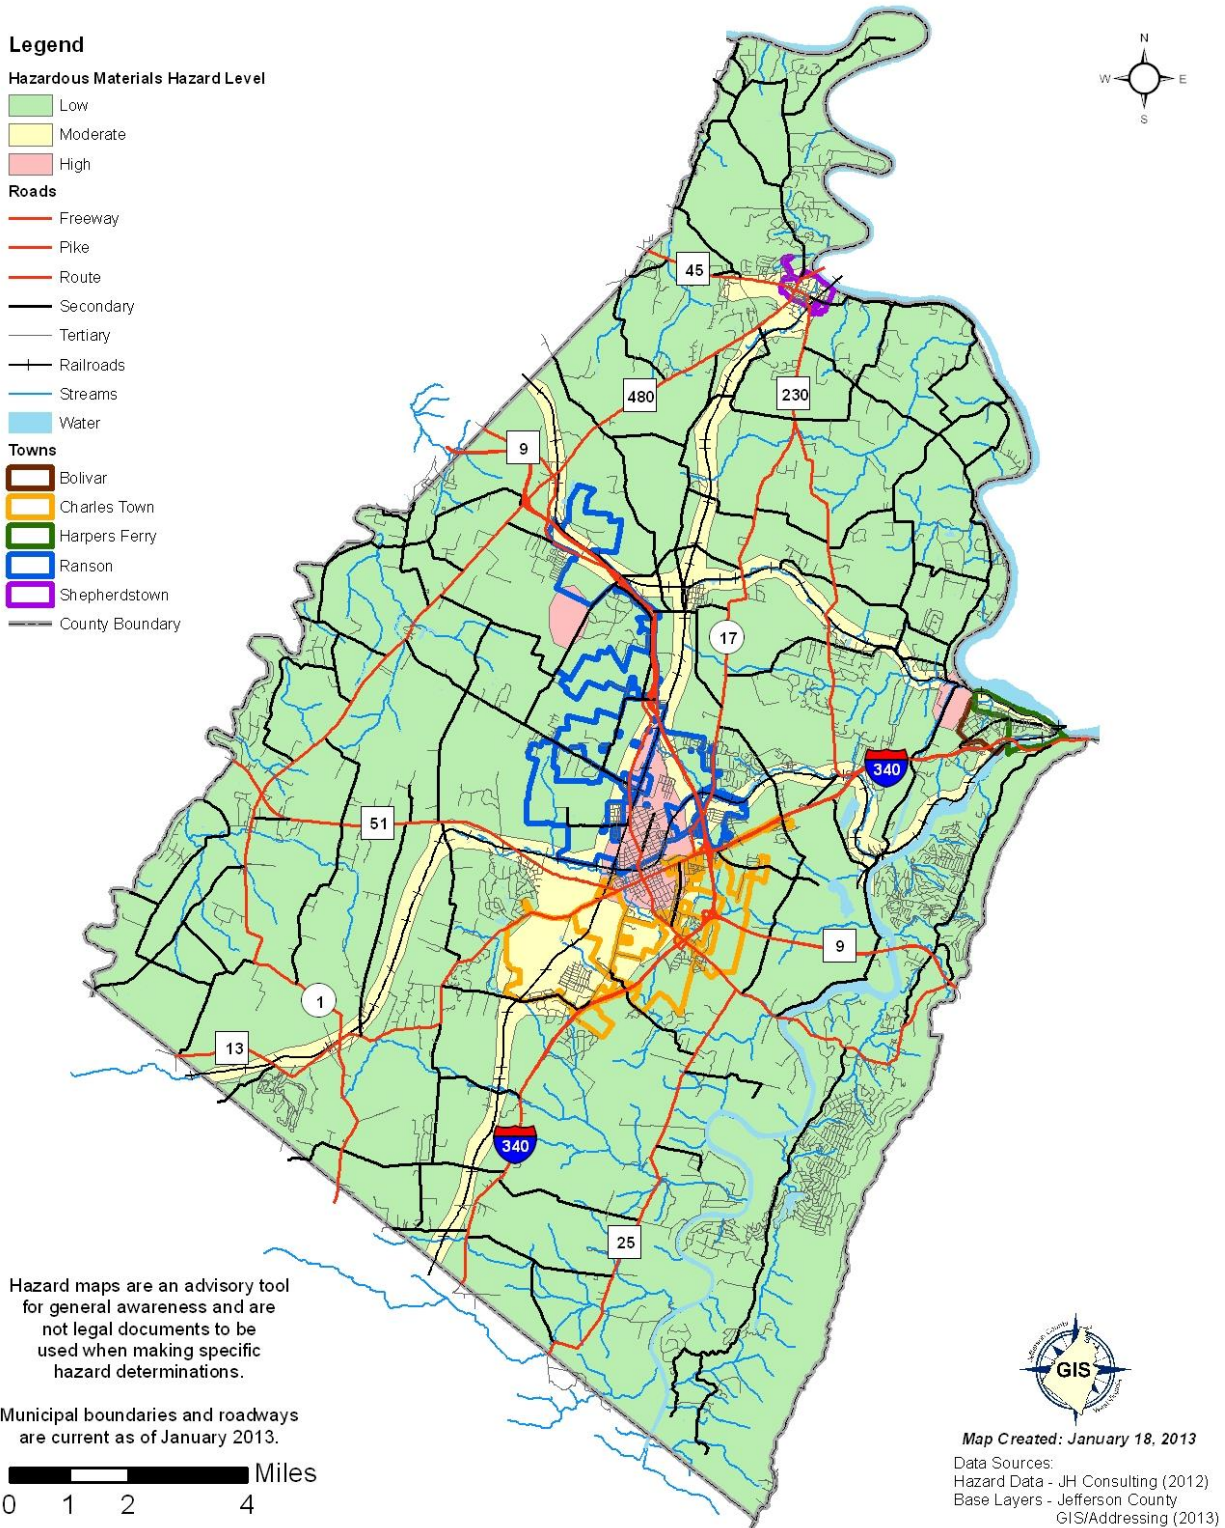 Legend
Hazardous Materials Hazard Level
Low
Moderate
High
Roads
Freeway
Pike
Route
Secondary
Tertiary
Railroads
Streams
Water
Towns
Bolivar
Charles Town
Harpers Ferry
Ranson
Shepherdstown
County Boundary
N
W E
S
45
480
230
9
17
340
51
9
1
13
340
25
Hazard maps are an advisory tool
for general awareness and are
not legal documents to be
used when making specific
hazard determinations.
Municipal boundaries and roadways
are current as of January 2013.
Miles
0 1 2 4
Jefferson County
GIS
Map Created: January 18, 2013
Data Sources:
Hazard Data - JH Consulting (2012)
Base Layers - Jefferson County
GIS/Addressing (2013)